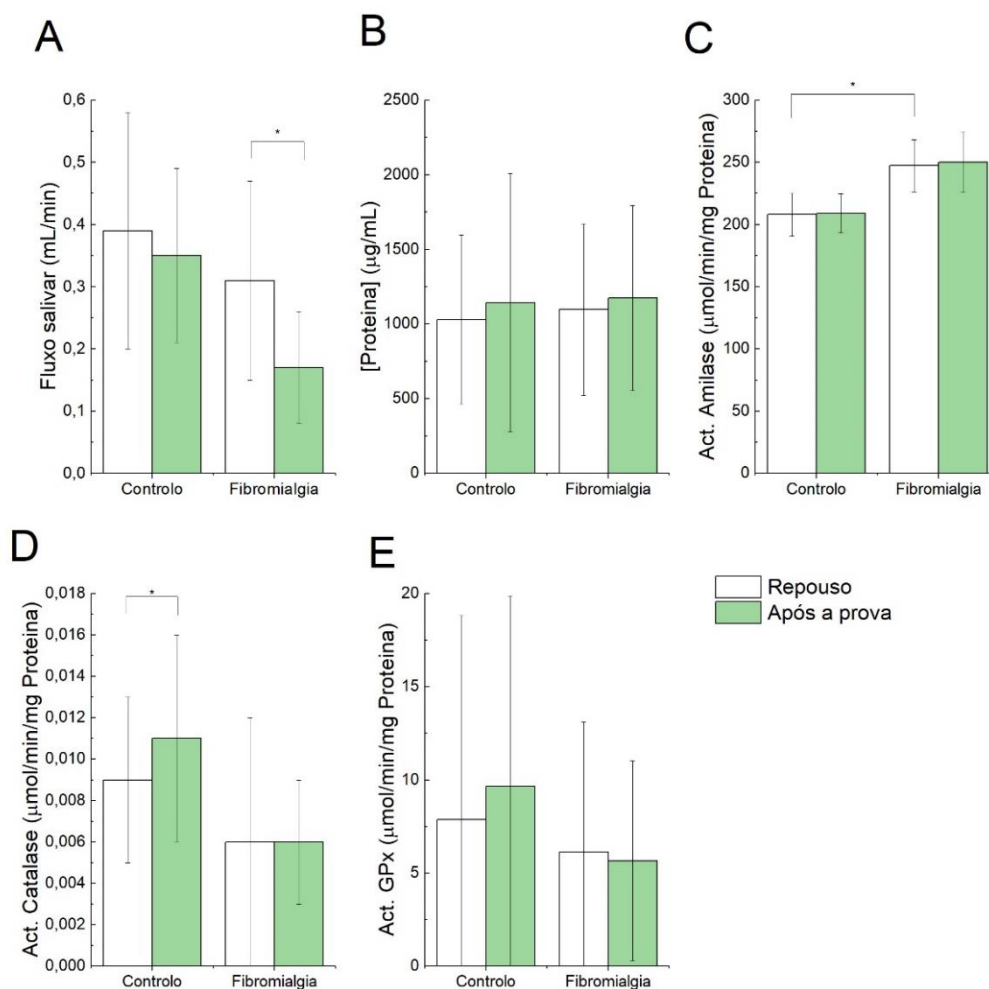 A
Fluxo salivar (mL/min)
0,6
0,5
0,4
0,3
0,2
0,1
0,0
*
Controlo
Fibromialgia
B
[Proteina] (μg/mL)
2500
2000
1500
1000
500
0
Controlo
Fibromialgia
C
Act. Amilase (μmol/min/mg Proteina)
300
250
200
150
100
50
0
*
Controlo
Fibromialgia
D
Act. Catalase (μmol/min/mg Proteina)
0,018
0,016
0,014
0,012
0,010
0,008
0,006
0,004
0,002
0,000
*
Controlo
Fibromialgia
E
Act. GPx (μmol/min/mg Proteina)
20
15
10
5
0
Controlo
Fibromialgia
Repouso
Após a prova